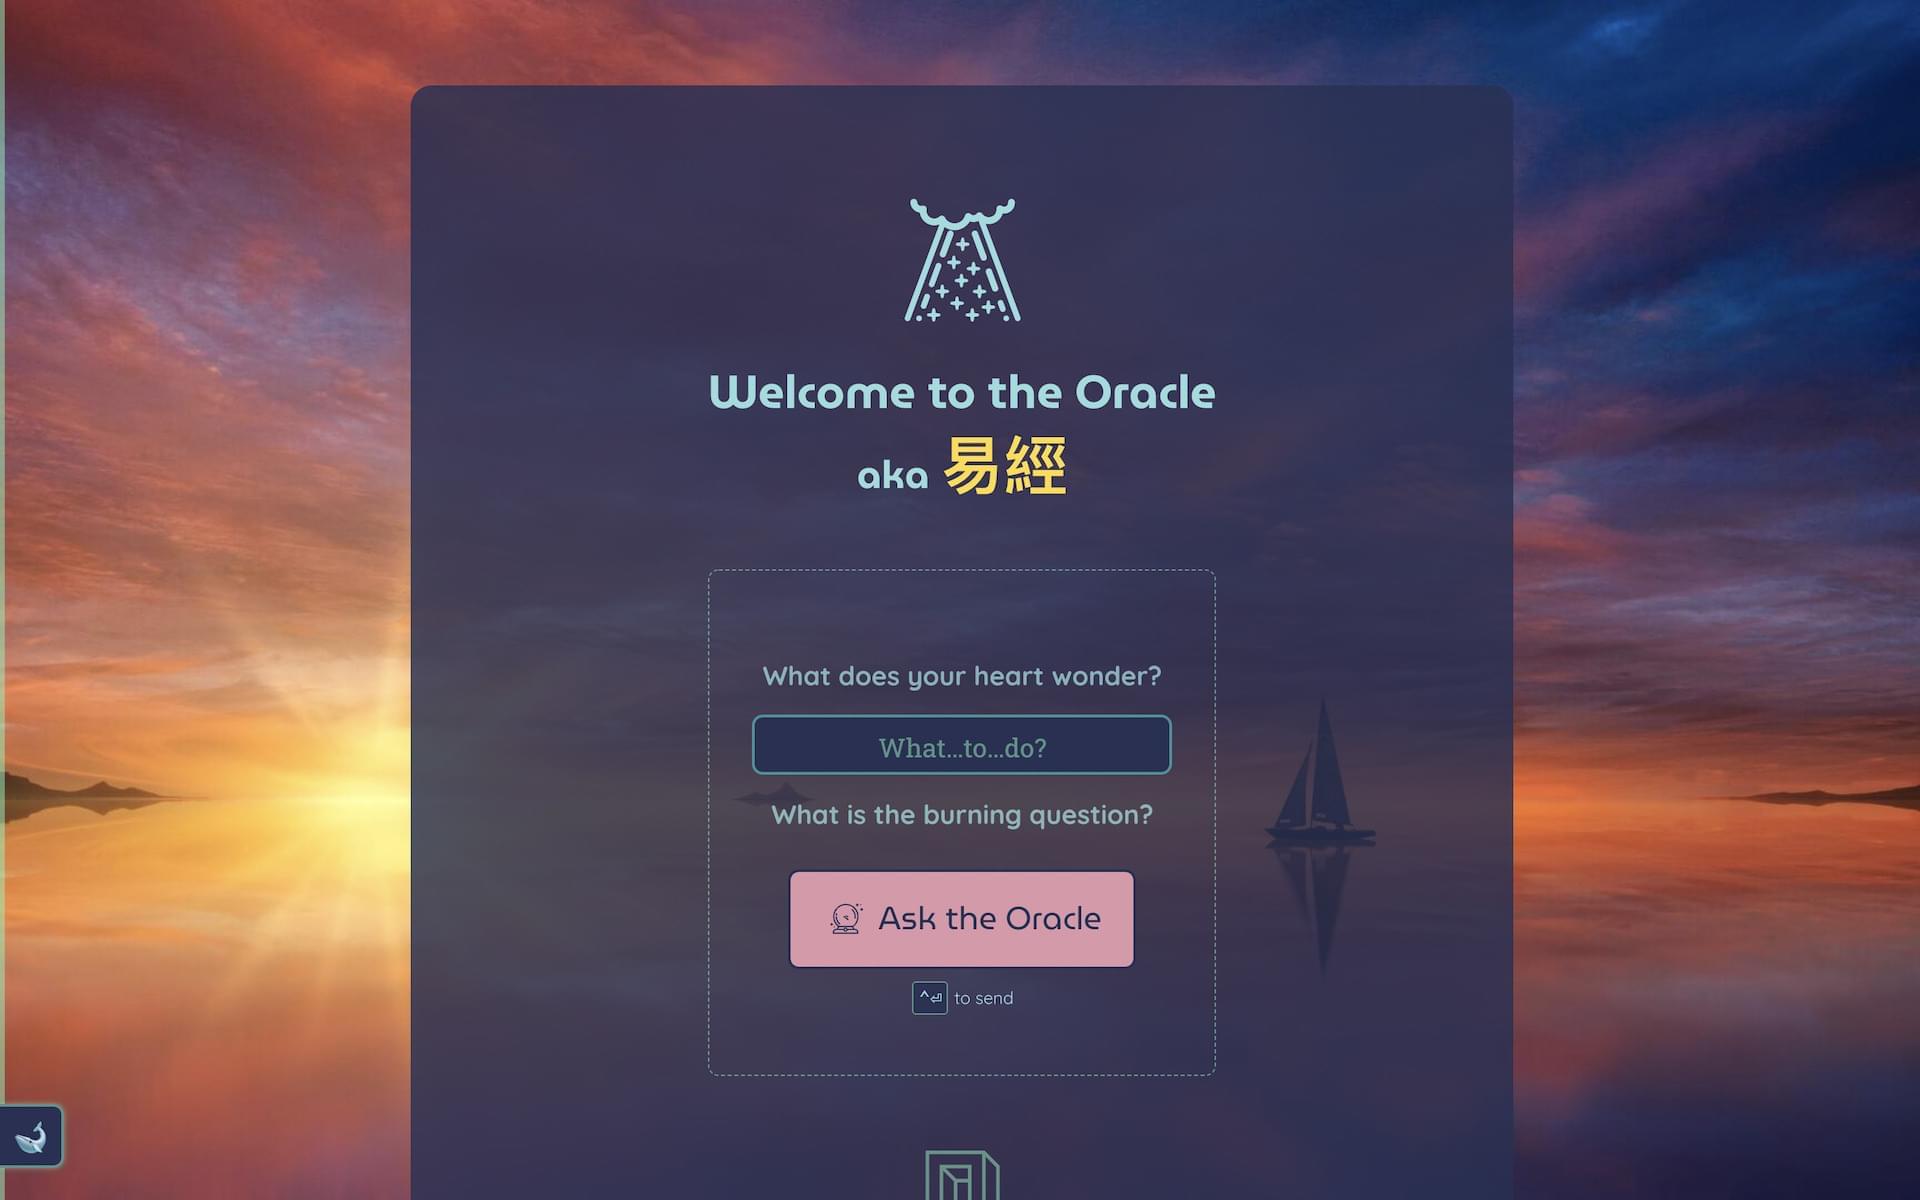 Welcome to the Oracle
aka 易經
What does your heart wonder?
What...to...do?
What is the burning question?
Ask the Oracle
^⏎ to send